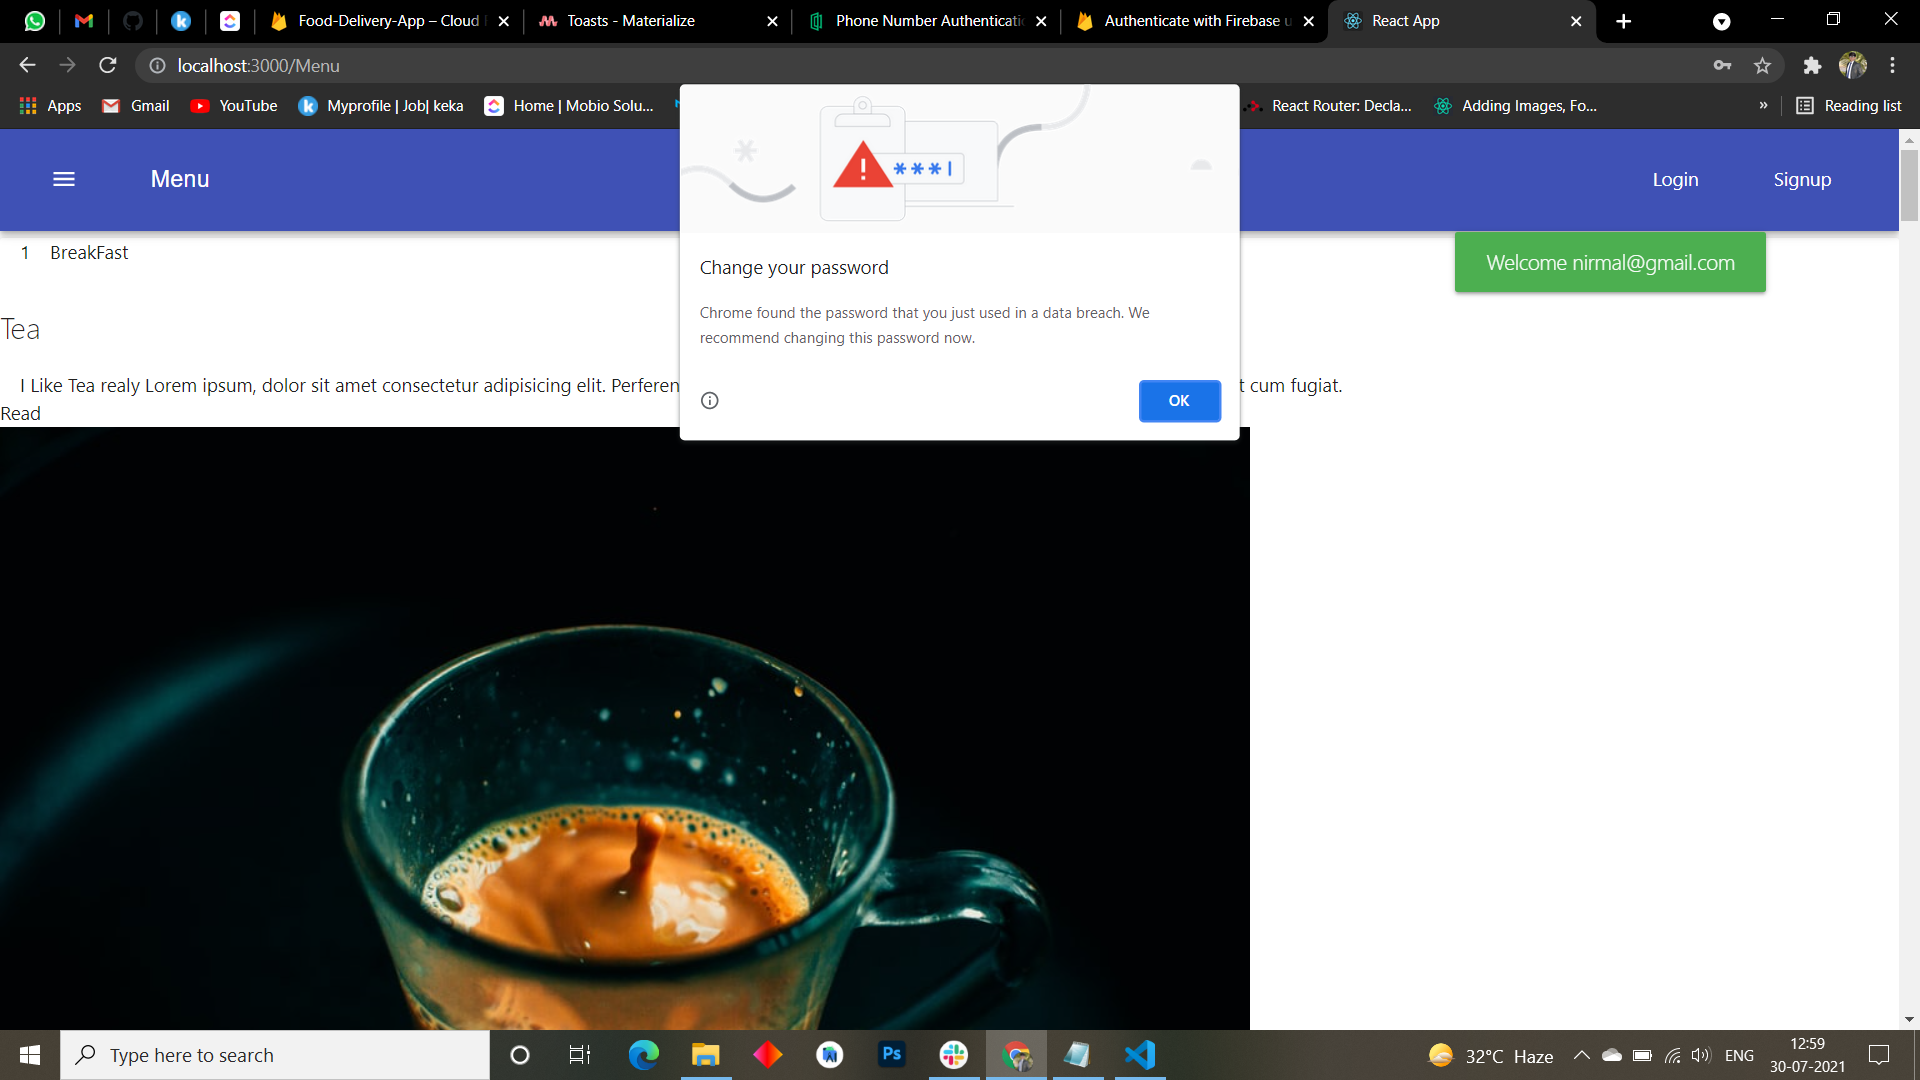 Food-Delivery-App – Cloud
Toasts - Materialize
Phone Number Authenticati
Authenticate with Firebase u
React App
localhost:3000/Menu
Apps
Gmail
YouTube
Myprofile | Job| keka
Home | Mobio Solu...
React Router: Decla...
Adding Images, Fo...
»
Reading list
Menu
Login
Signup
***|
1 BreakFast
Welcome nirmal@gmail.com
Change your password
Chrome found the password that you just used in a data breach. We
recommend changing this password now.
OK
Tea
I Like Tea realy Lorem ipsum, dolor sit amet consectetur adipisicing elit. Perferen
t cum fugiat.
Read
Type here to search
Ps
32°C Haze
ENG
12:59
30-07-2021